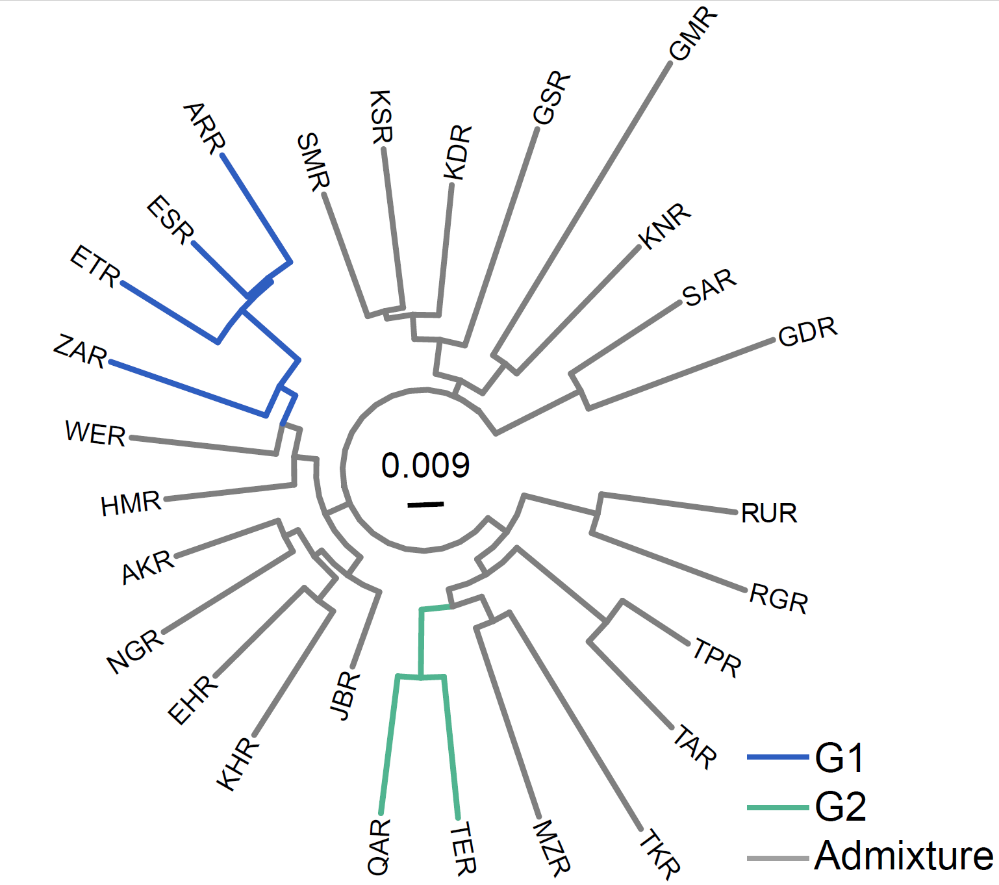 GMR
GSR
KSR
ARR
KDR
SMR
ESR
KNR
ETR
SAR
GDR
ZAR
WER
0.009
HMR
RUR
AKR
RGR
NGR
TPR
EHR
JBR
KHR
TAR
QAR
TER
MZR
TKR
G1
G2
Admixture